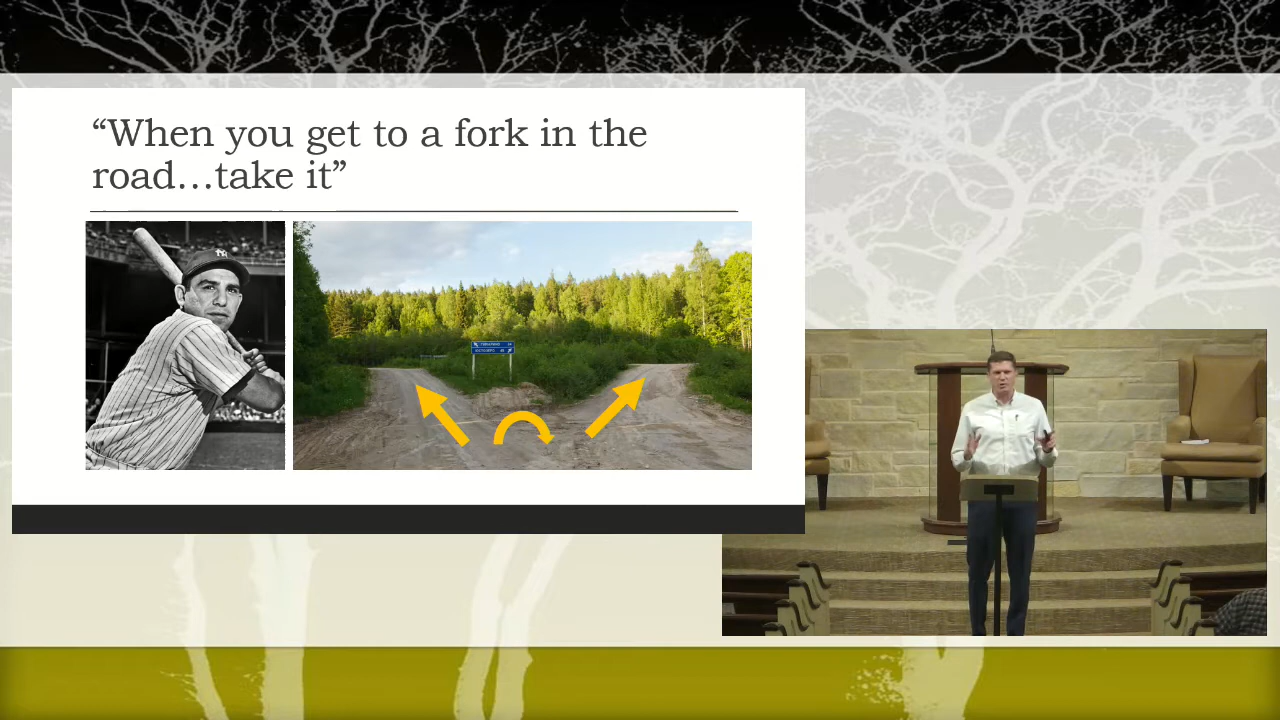 “When you get to a fork in the
road…take it”